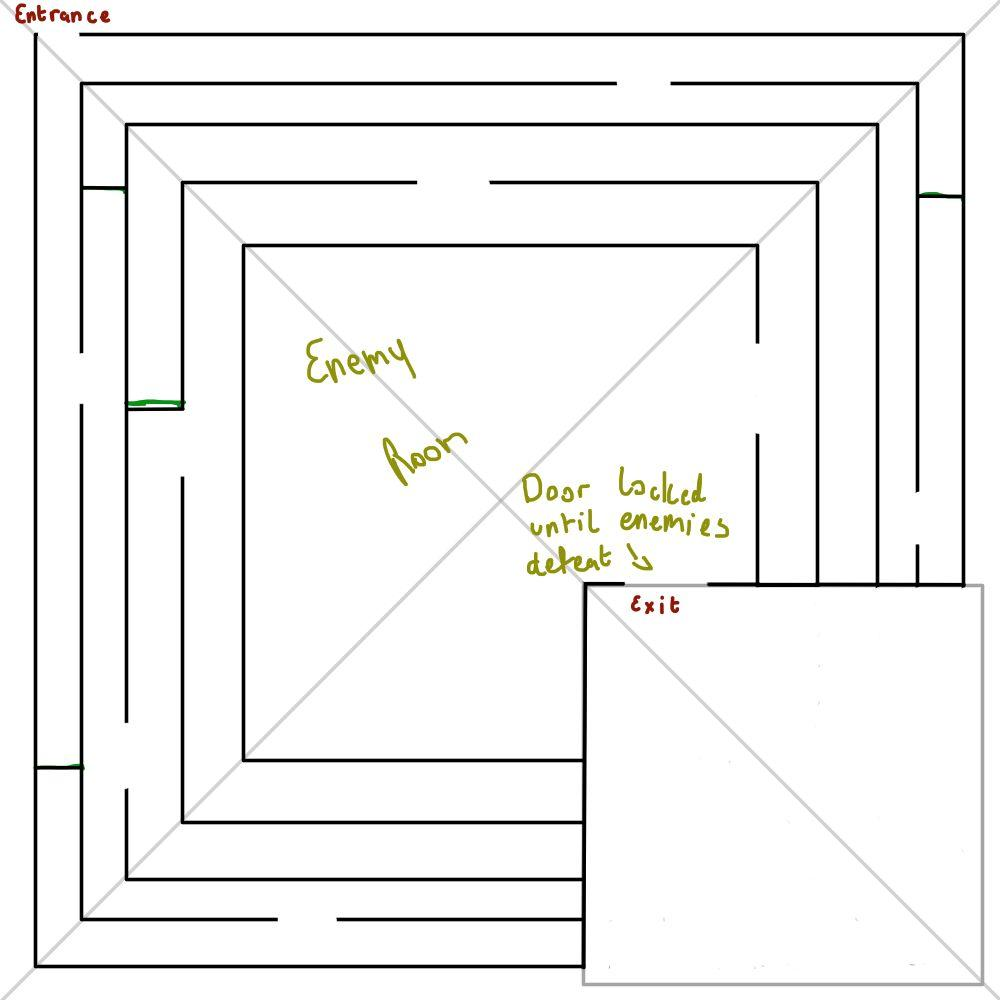 Entrance
Enemy
Room
Door locked
until enemies
defeat
Exit